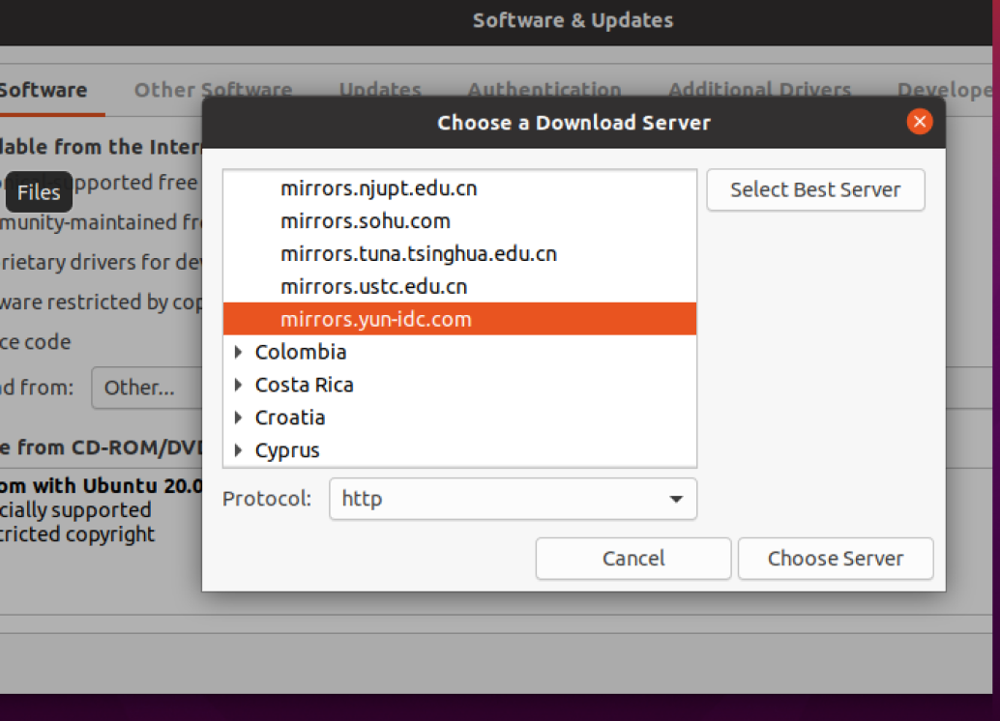 Software & Updates
Software Other Software Updates Authentication Additional Drivers Develope
Choose a Download Server
lable from the Inter
supported free
Files
munity-maintained fr
rietary drivers for de
ware restricted by cop
ce code
d from: Other...
e from CD-ROM/DVD
om with Ubuntu 20.0
cially supported
tricted copyright
mirrors.njupt.edu.cn
Select Best Server
mirrors.sohu.com
mirrors.tuna.tsinghua.edu.cn
mirrors.ustc.edu.cn
mirrors.yun-idc.com
Colombia
Costa Rica
Croatia
Cyprus
Protocol: http
Cancel Choose Server